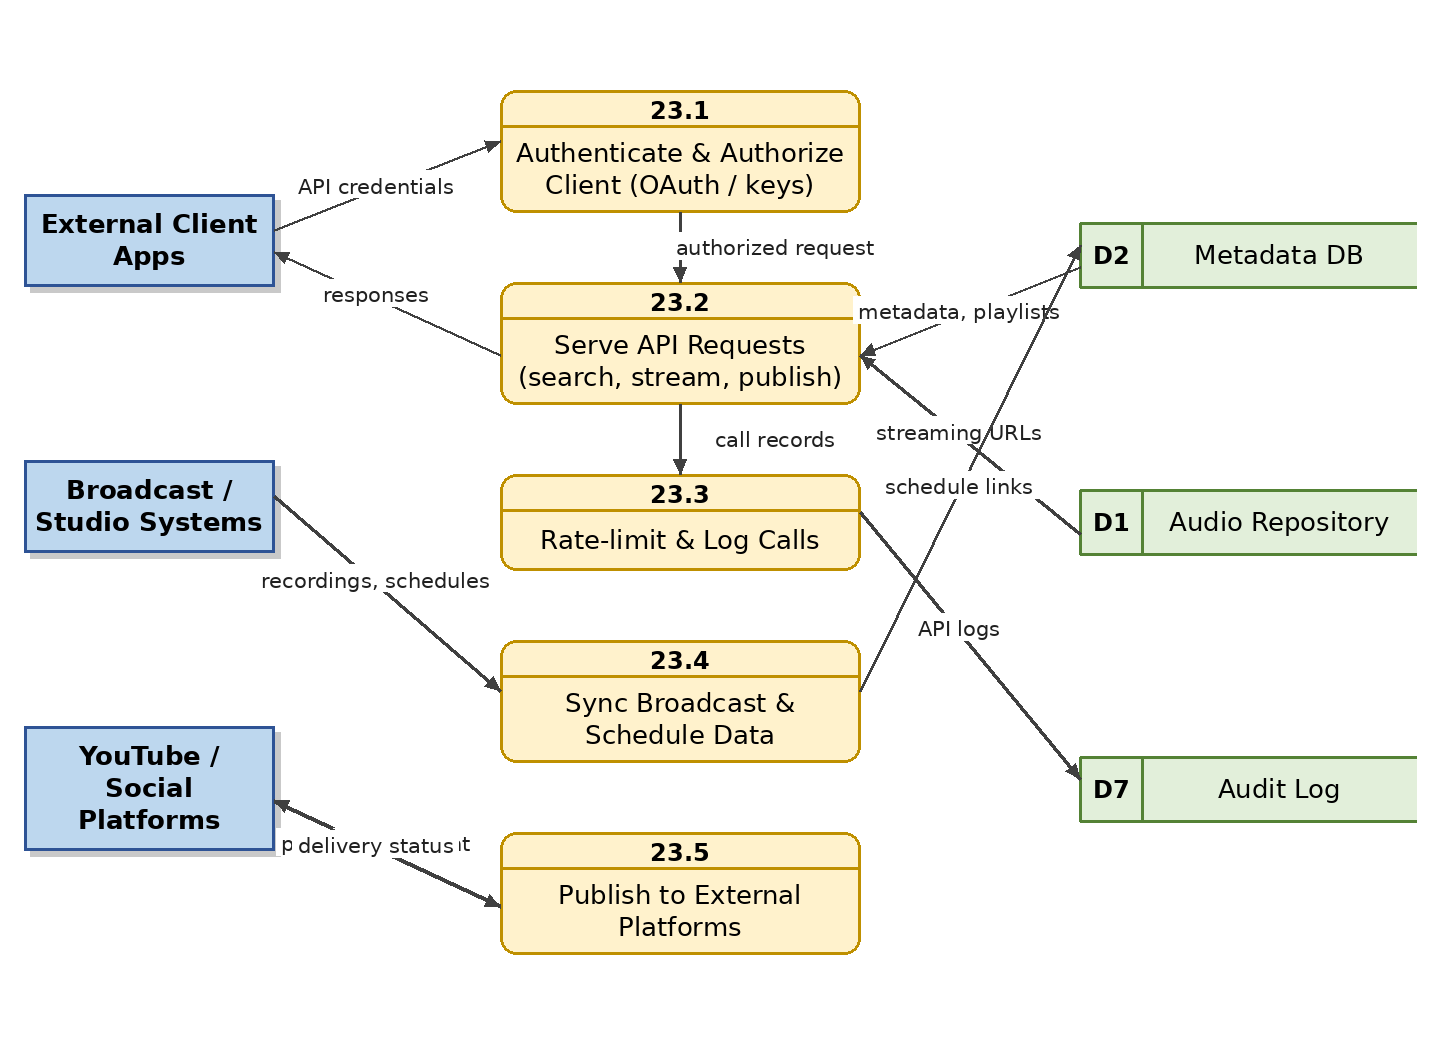 23.1
Authenticate & Authorize
Client (OAuth / keys)
API credentials
External Client
Apps
authorized request
D2
Metadata DB
responses
23.2
Serve API Requests
(search, stream, publish)
metadata, playlists
streaming URLs
call records
schedule links
Broadcast /
Studio Systems
23.3
Rate-limit & Log Calls
D1
Audio Repository
recordings, schedules
API logs
23.4
Sync Broadcast &
Schedule Data
YouTube /
Social
Platforms
D7
Audit Log
delivery status
23.5
Publish to External
Platforms